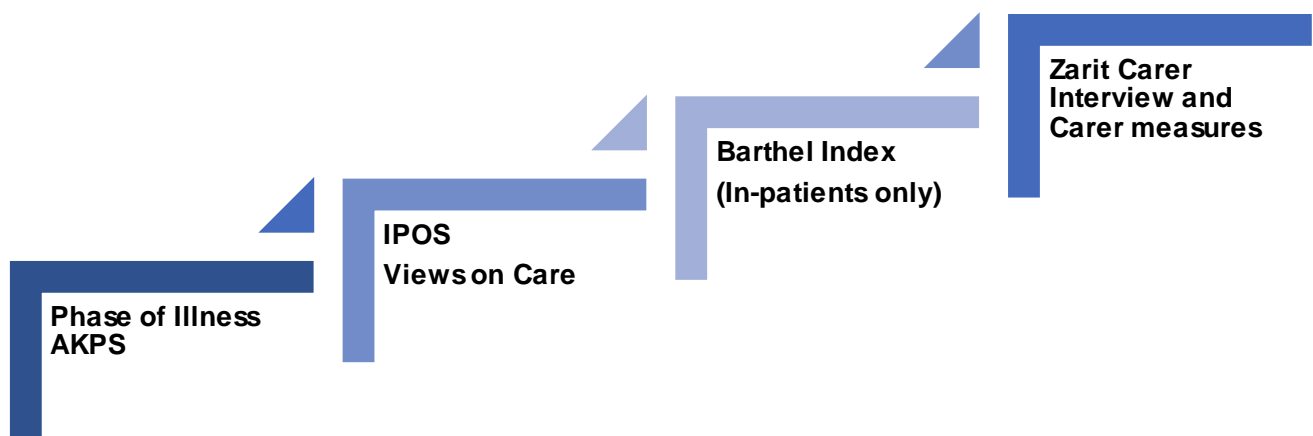 Phase of Illness
AKPS
IPOS
Views on Care
Barthel Index
(In-patients only)
Zarit Carer
Interview and
Carer measures